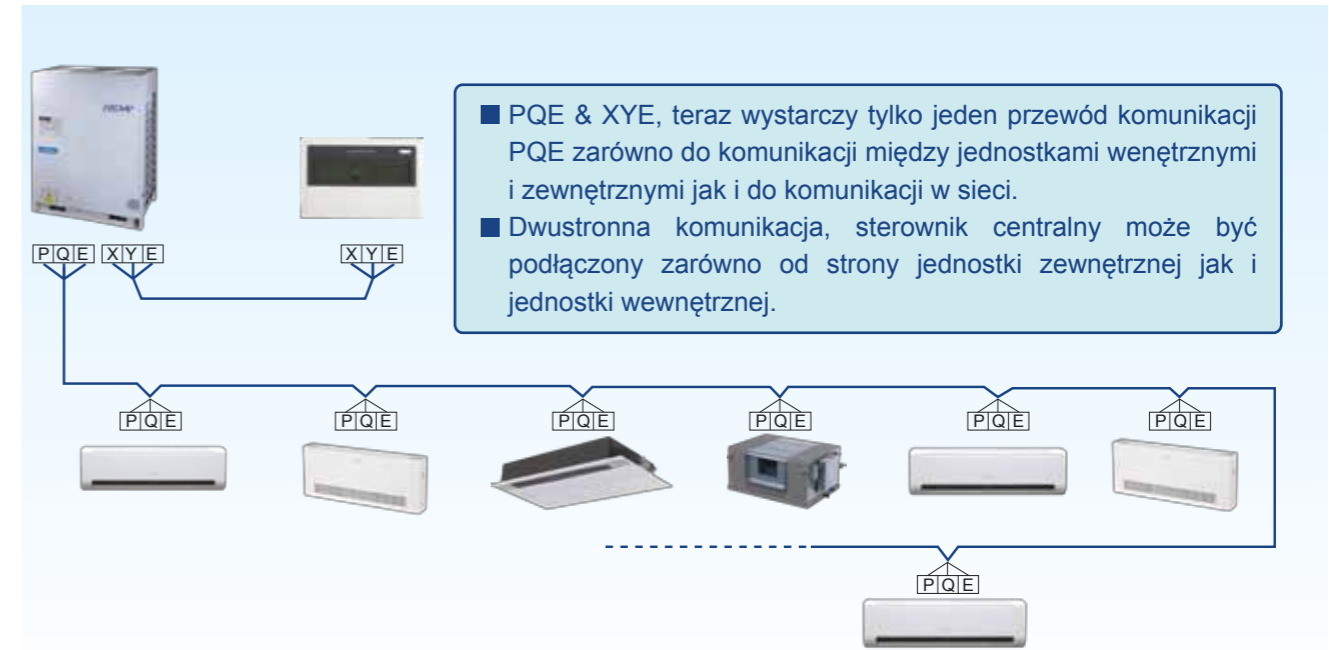 PQE & XYE, teraz wystarczy tylko jeden przewód komunikacji
PQE zarówno do komunikacji między jednostkami wenętrznymi
i zewnętrznymi jak i do komunikacji w sieci.
Dwustronna komunikacja, sterownik centralny może być
podłączony zarówno od strony jednostki zewnętrznej jak i
jednostki wewnętrznej.
P Q E X Y E X Y E
P Q E P Q E P Q E P Q E P Q E P Q E
P Q E